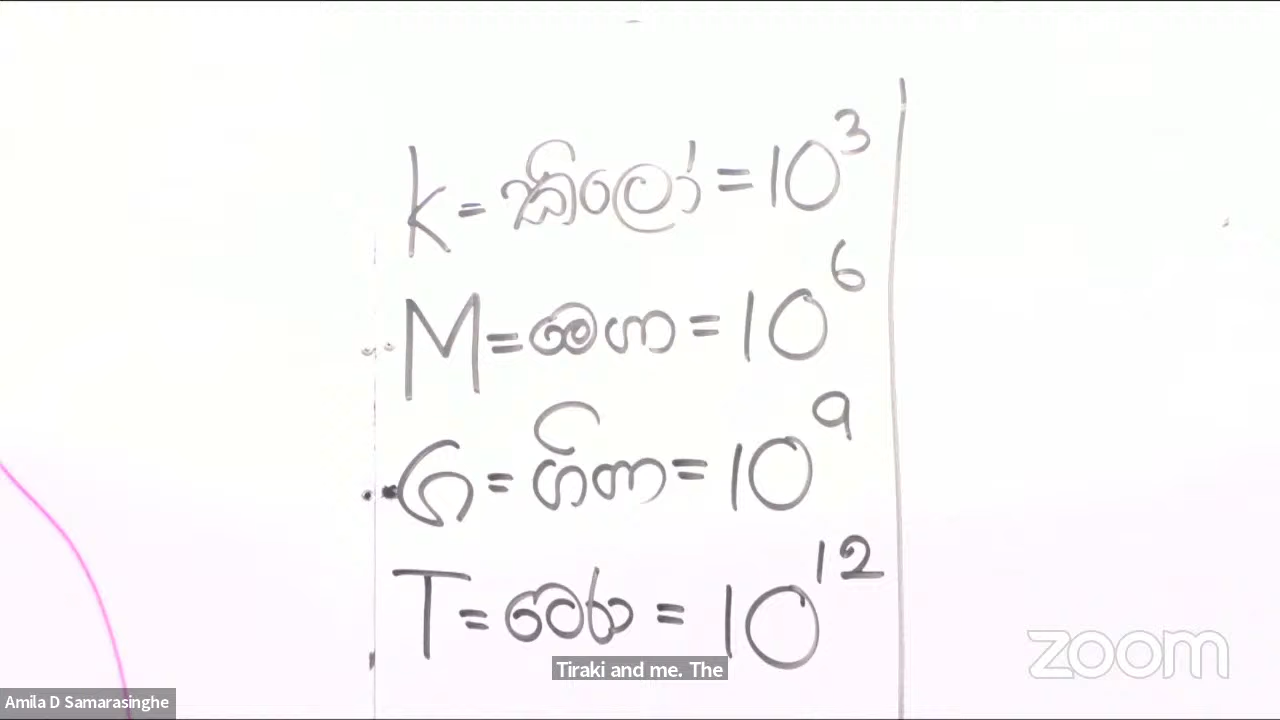 k = කිලෝ = 10³
M = මෙගා = 10⁶
G = ගිගා = 10⁹
T = ටෙරා = 10¹²
Tiraki and me. The
zoom
Amila D Samarasinghe